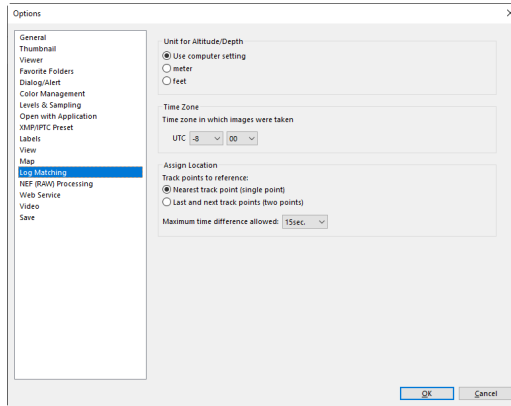 Options
General
Thumbnail
Viewer
Favorite Folders
Dialog/Alert
Color Management
Levels & Sampling
Open with Application
XMP/IPTC Preset
Labels
View
Map
Log Matching
NEF (RAW) Processing
Web Service
Video
Save
Unit for Altitude/Depth
Use computer setting
meter
feet
Time Zone
Time zone in which images were taken
UTC -8 00
Assign Location
Track points to reference:
Nearest track point (single point)
Last and next track points (two points)
Maximum time difference allowed: 15sec.
OK Cancel